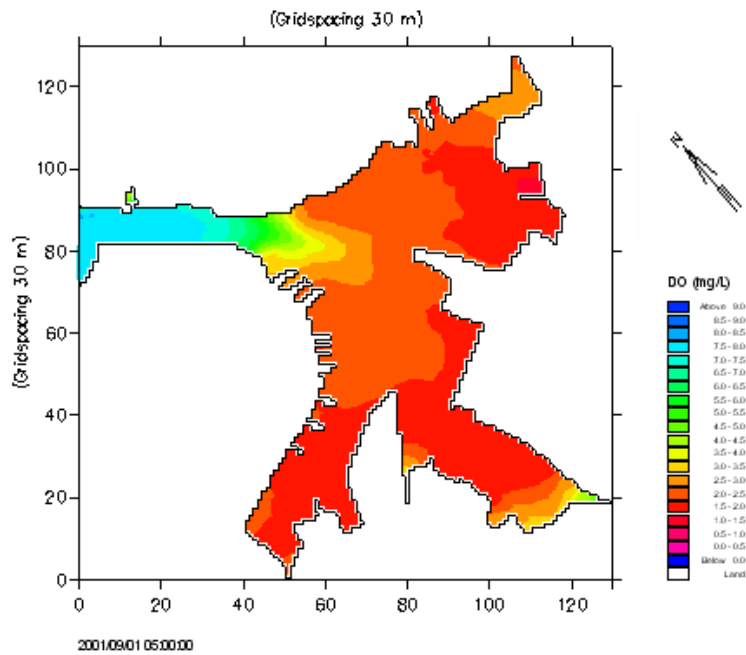 (Gridspacing 30 m)
(Gridspacing 30 m)
120
100
80
60
40
20
0
0 20 40 60 80 100 120
2001/09/01 05:00:00
N
DO (mg/L)
Above 9.0
8.5 - 9.0
8.0 - 8.5
7.5 - 8.0
7.0 - 7.5
6.5 - 7.0
6.0 - 6.5
5.5 - 6.0
5.0 - 5.5
4.5 - 5.0
4.0 - 4.5
3.5 - 4.0
3.0 - 3.5
2.5 - 3.0
2.0 - 2.5
1.5 - 2.0
1.0 - 1.5
0.5 - 1.0
0.0 - 0.5
Below 0.0
Land